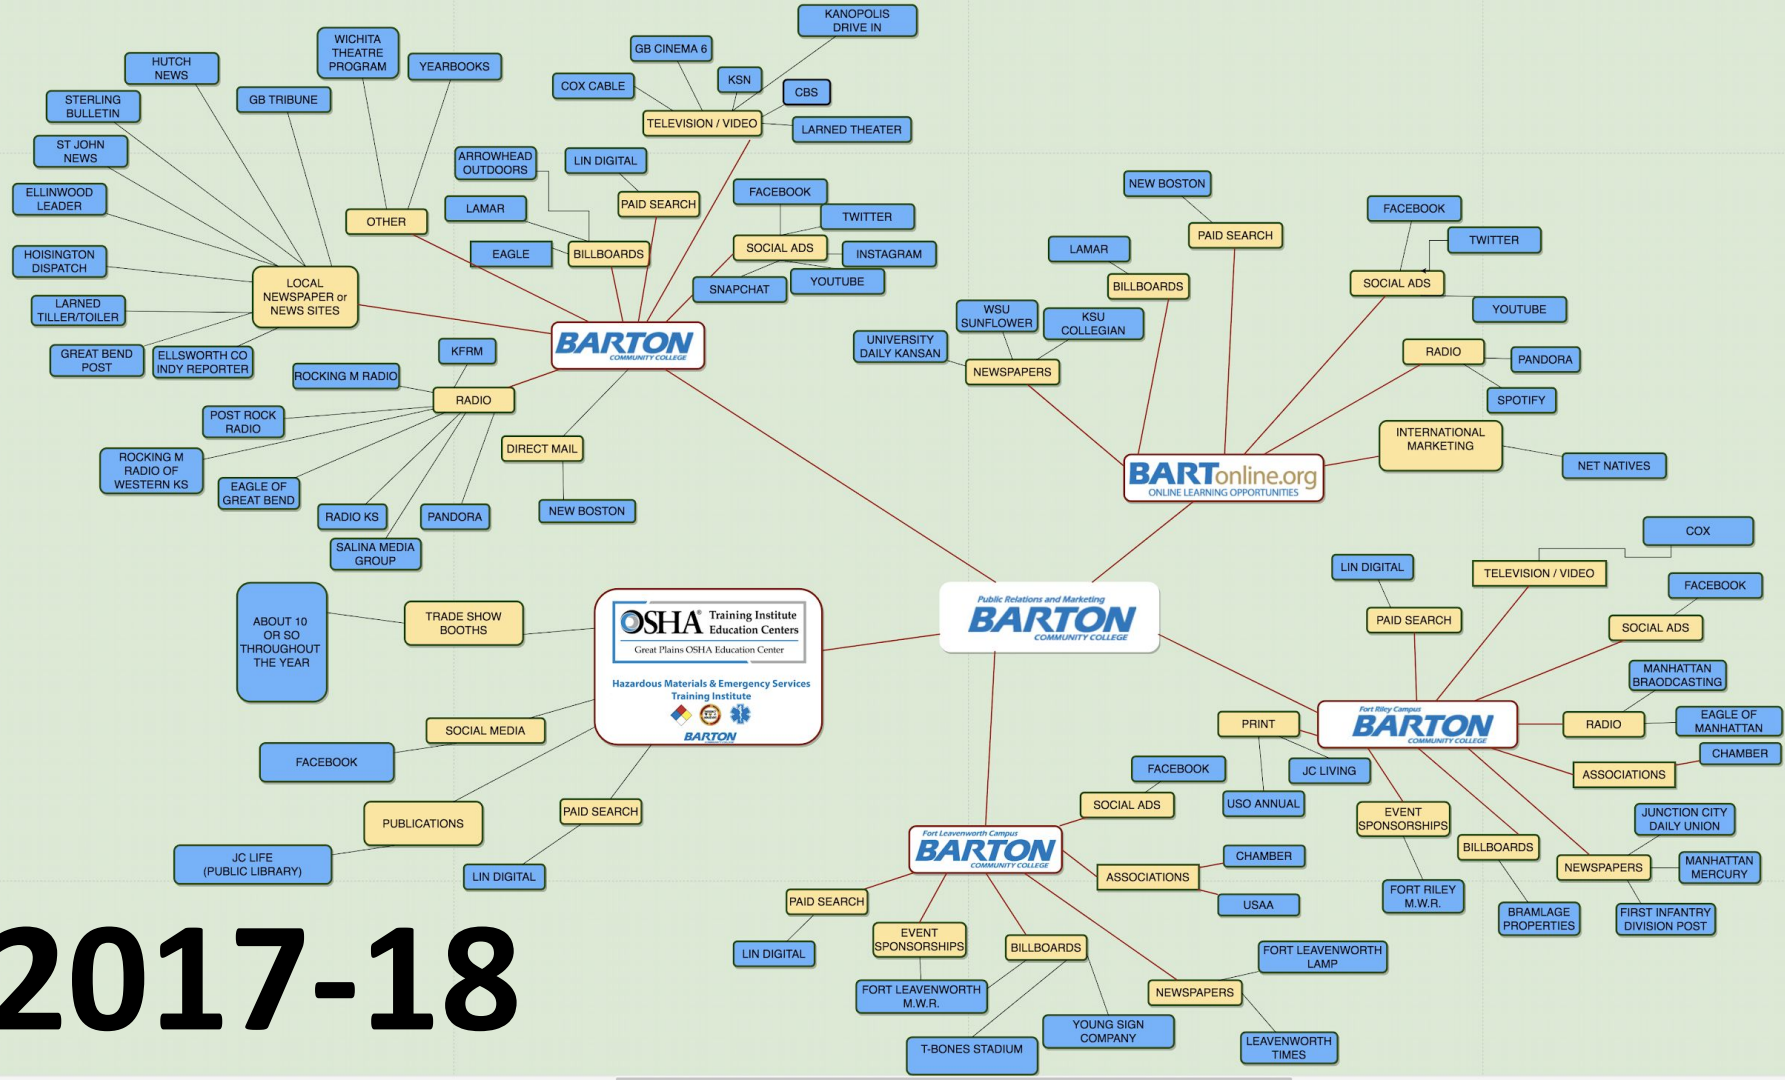 KANOPOLIS
DRIVE IN
WICHITA
THEATRE
PROGRAM
YEARBOOKS
GB CINEMA 6
HUTCH
NEWS
COX CABLE
KSN
CBS
STERLING
BULLETIN
GB TRIBUNE
TELEVISION / VIDEO
LARNED THEATER
ST JOHN
NEWS
ARROWHEAD
OUTDOORS
LIN DIGITAL
ELLINWOOD
LEADER
OTHER
LAMAR
PAID SEARCH
FACEBOOK
TWITTER
HOISINGTON
DISPATCH
EAGLE
BILLBOARDS
SOCIAL ADS
INSTAGRAM
SNAPCHAT
YOUTUBE
LOCAL
NEWSPAPER or
NEWS SITES
LARNED
TILLER/TOILER
GREAT BEND
POST
ELLSWORTH CO
INDY REPORTER
BARTON
COMMUNITY COLLEGE
KFRM
ROCKING M RADIO
RADIO
POST ROCK
RADIO
ROCKING M
RADIO OF
WESTERN KS
EAGLE OF
GREAT BEND
RADIO KS
PANDORA
SALINA MEDIA
GROUP
DIRECT MAIL
NEW BOSTON
NEW BOSTON
PAID SEARCH
FACEBOOK
TWITTER
LAMAR
BILLBOARDS
SOCIAL ADS
YOUTUBE
WSU
SUNFLOWER
KSU
COLLEGIAN
UNIVERSITY
DAILY KANSAN
NEWSPAPERS
RADIO
PANDORA
SPOTIFY
INTERNATIONAL
MARKETING
NET NATIVES
BARTonline.org
ONLINE LEARNING OPPORTUNITIES
Public Relations and Marketing
BARTON
COMMUNITY COLLEGE
ABOUT 10
OR SO
THROUGHOUT
THE YEAR
TRADE SHOW
BOOTHS
OSHA® Training Institute
Education Centers
Great Plains OSHA Education Center
Hazardous Materials & Emergency Services
Training Institute
BARTON
SOCIAL MEDIA
FACEBOOK
PUBLICATIONS
JC LIFE
(PUBLIC LIBRARY)
PAID SEARCH
LIN DIGITAL
COX
LIN DIGITAL
TELEVISION / VIDEO
FACEBOOK
PAID SEARCH
SOCIAL ADS
MANHATTAN
BRAODCASTING
Fort Riley Campus
BARTON
COMMUNITY COLLEGE
RADIO
EAGLE OF
MANHATTAN
PRINT
JC LIVING
USO ANNUAL
ASSOCIATIONS
CHAMBER
EVENT
SPONSORSHIPS
FORT RILEY
M.W.R.
BILLBOARDS
BRAMLAGE
PROPERTIES
JUNCTION CITY
DAILY UNION
NEWSPAPERS
MANHATTAN
MERCURY
FIRST INFANTRY
DIVISION POST
FACEBOOK
SOCIAL ADS
Fort Leavenworth Campus
BARTON
COMMUNITY COLLEGE
CHAMBER
ASSOCIATIONS
USAA
PAID SEARCH
LIN DIGITAL
EVENT
SPONSORSHIPS
FORT LEAVENWORTH
M.W.R.
BILLBOARDS
T-BONES STADIUM
YOUNG SIGN
COMPANY
NEWSPAPERS
FORT LEAVENWORTH
LAMP
LEAVENWORTH
TIMES
2017-18